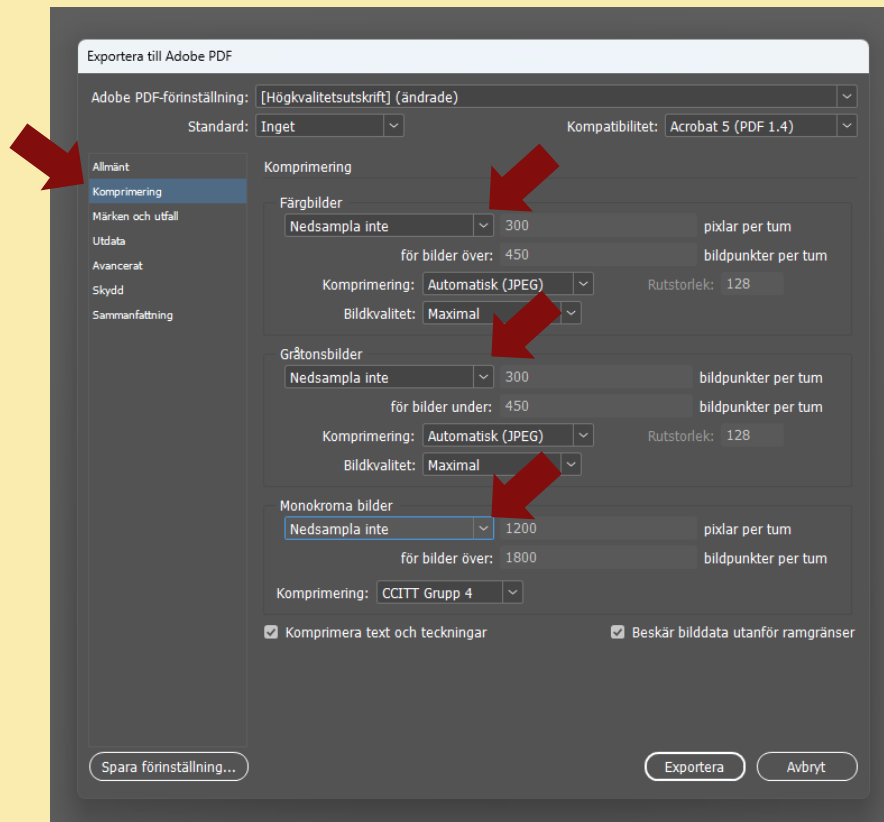 Exportera till Adobe PDF
Adobe PDF-förinställning: [Högkvalitetsutskrift] (ändrade)
Standard: Inget Kompatibilitet: Acrobat 5 (PDF 1.4)
Allmänt
Komprimering
Märken och utfall
Utdata
Avancerat
Skydd
Sammanfattning
Komprimering
Färgbilder
Nedsampla inte 300 pixlar per tum
för bilder över: 450 bildpunkter per tum
Komprimering: Automatisk (JPEG) Rutstorlek: 128
Bildkvalitet: Maximal
Gråtonsbilder
Nedsampla inte 300 bildpunkter per tum
för bilder under: 450 bildpunkter per tum
Komprimering: Automatisk (JPEG) Rutstorlek: 128
Bildkvalitet: Maximal
Monokroma bilder
Nedsampla inte 1200 pixlar per tum
för bilder över: 1800 bildpunkter per tum
Komprimering: CCITT Grupp 4
Komprimera text och teckningar Beskär bilddata utanför ramgränser
Spara förinställning... Exportera Avbryt